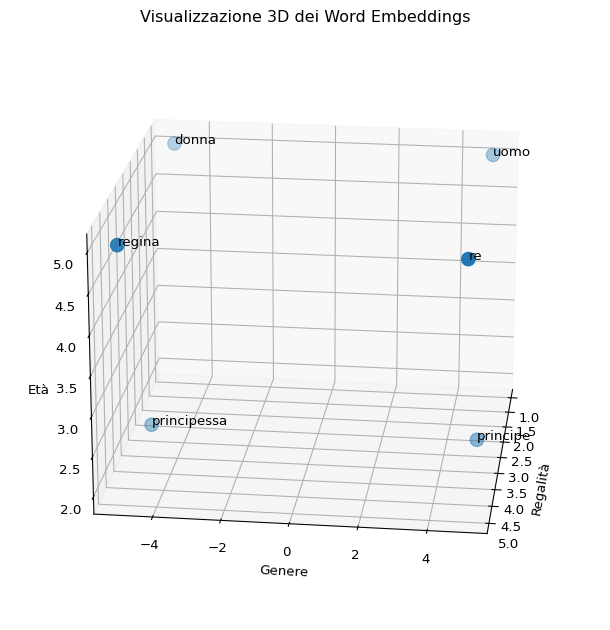 Visualizzazione 3D dei Word Embeddings
donna
uomo
regina
re
principessa
principe
Età
5.0
4.5
4.0
3.5
3.0
2.5
2.0
−4
−2
0
2
4
Genere
1.0
1.5
2.0
2.5
3.0
3.5
4.0
4.5
5.0
Regalità